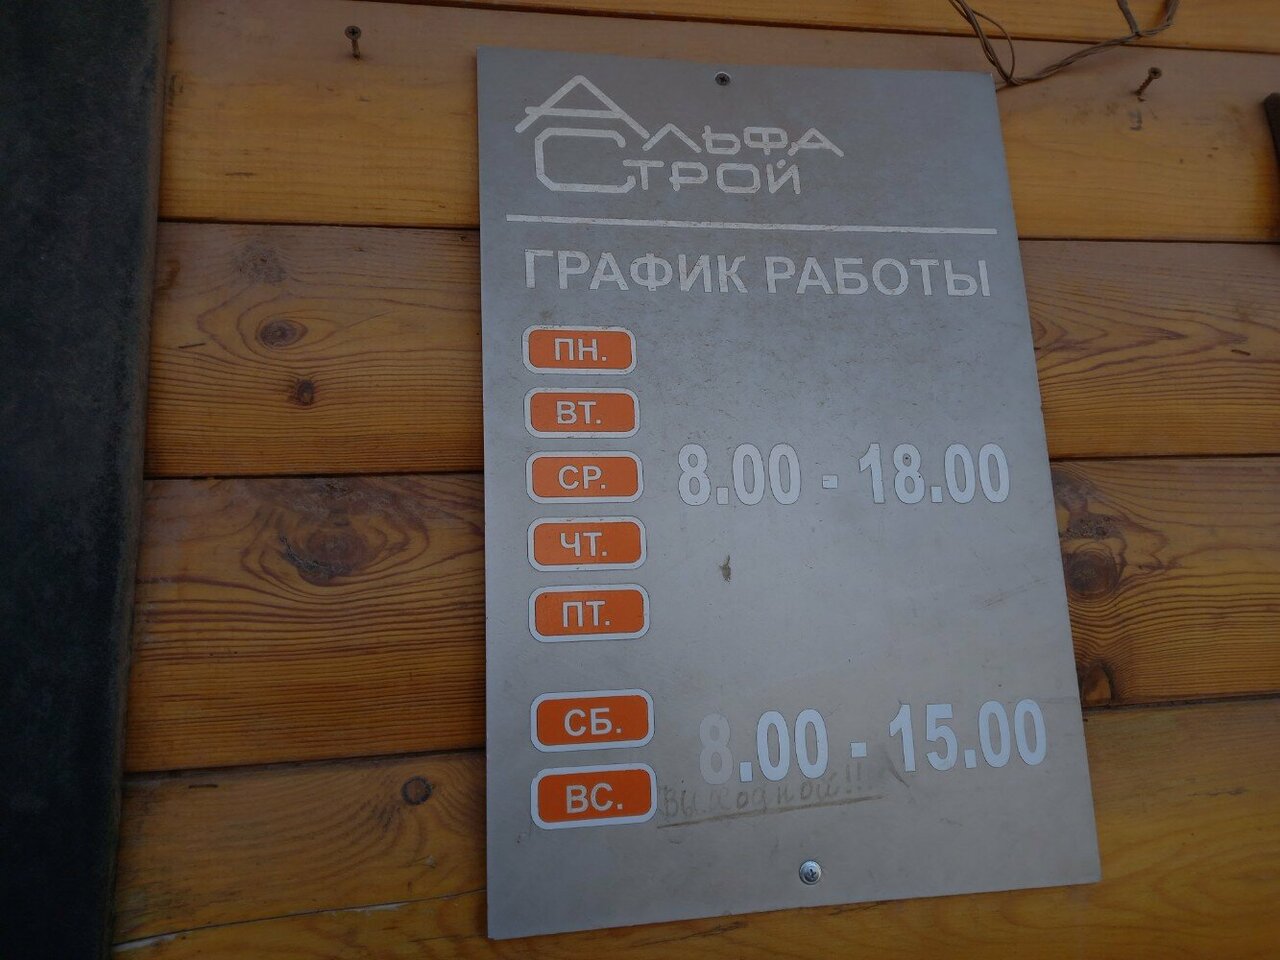 АЛЬФА
СТРОЙ
ГРАФИК РАБОТЫ
ПН.
ВТ.
СР. 8.00 - 18.00
ЧТ.
ПТ.
СБ. 8.00 - 15.00
ВС. выходной!!!